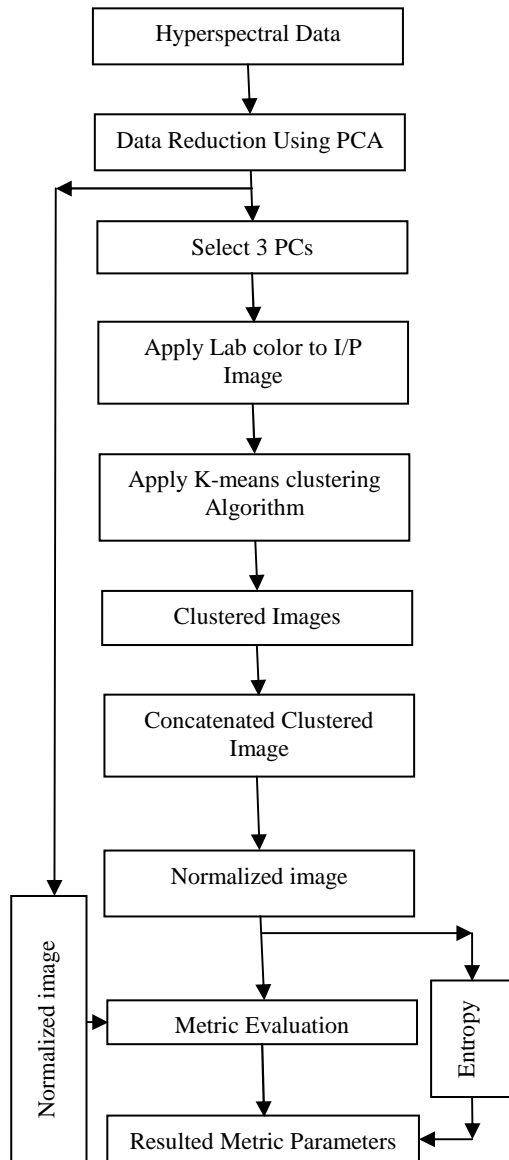 Hyperspectral Data
Data Reduction Using PCA
Select 3 PCs
Apply Lab color to I/P
Image
Apply K-means clustering
Algorithm
Clustered Images
Concatenated Clustered
Image
Normalized image
Normalized image
Metric Evaluation
Entropy
Resulted Metric Parameters